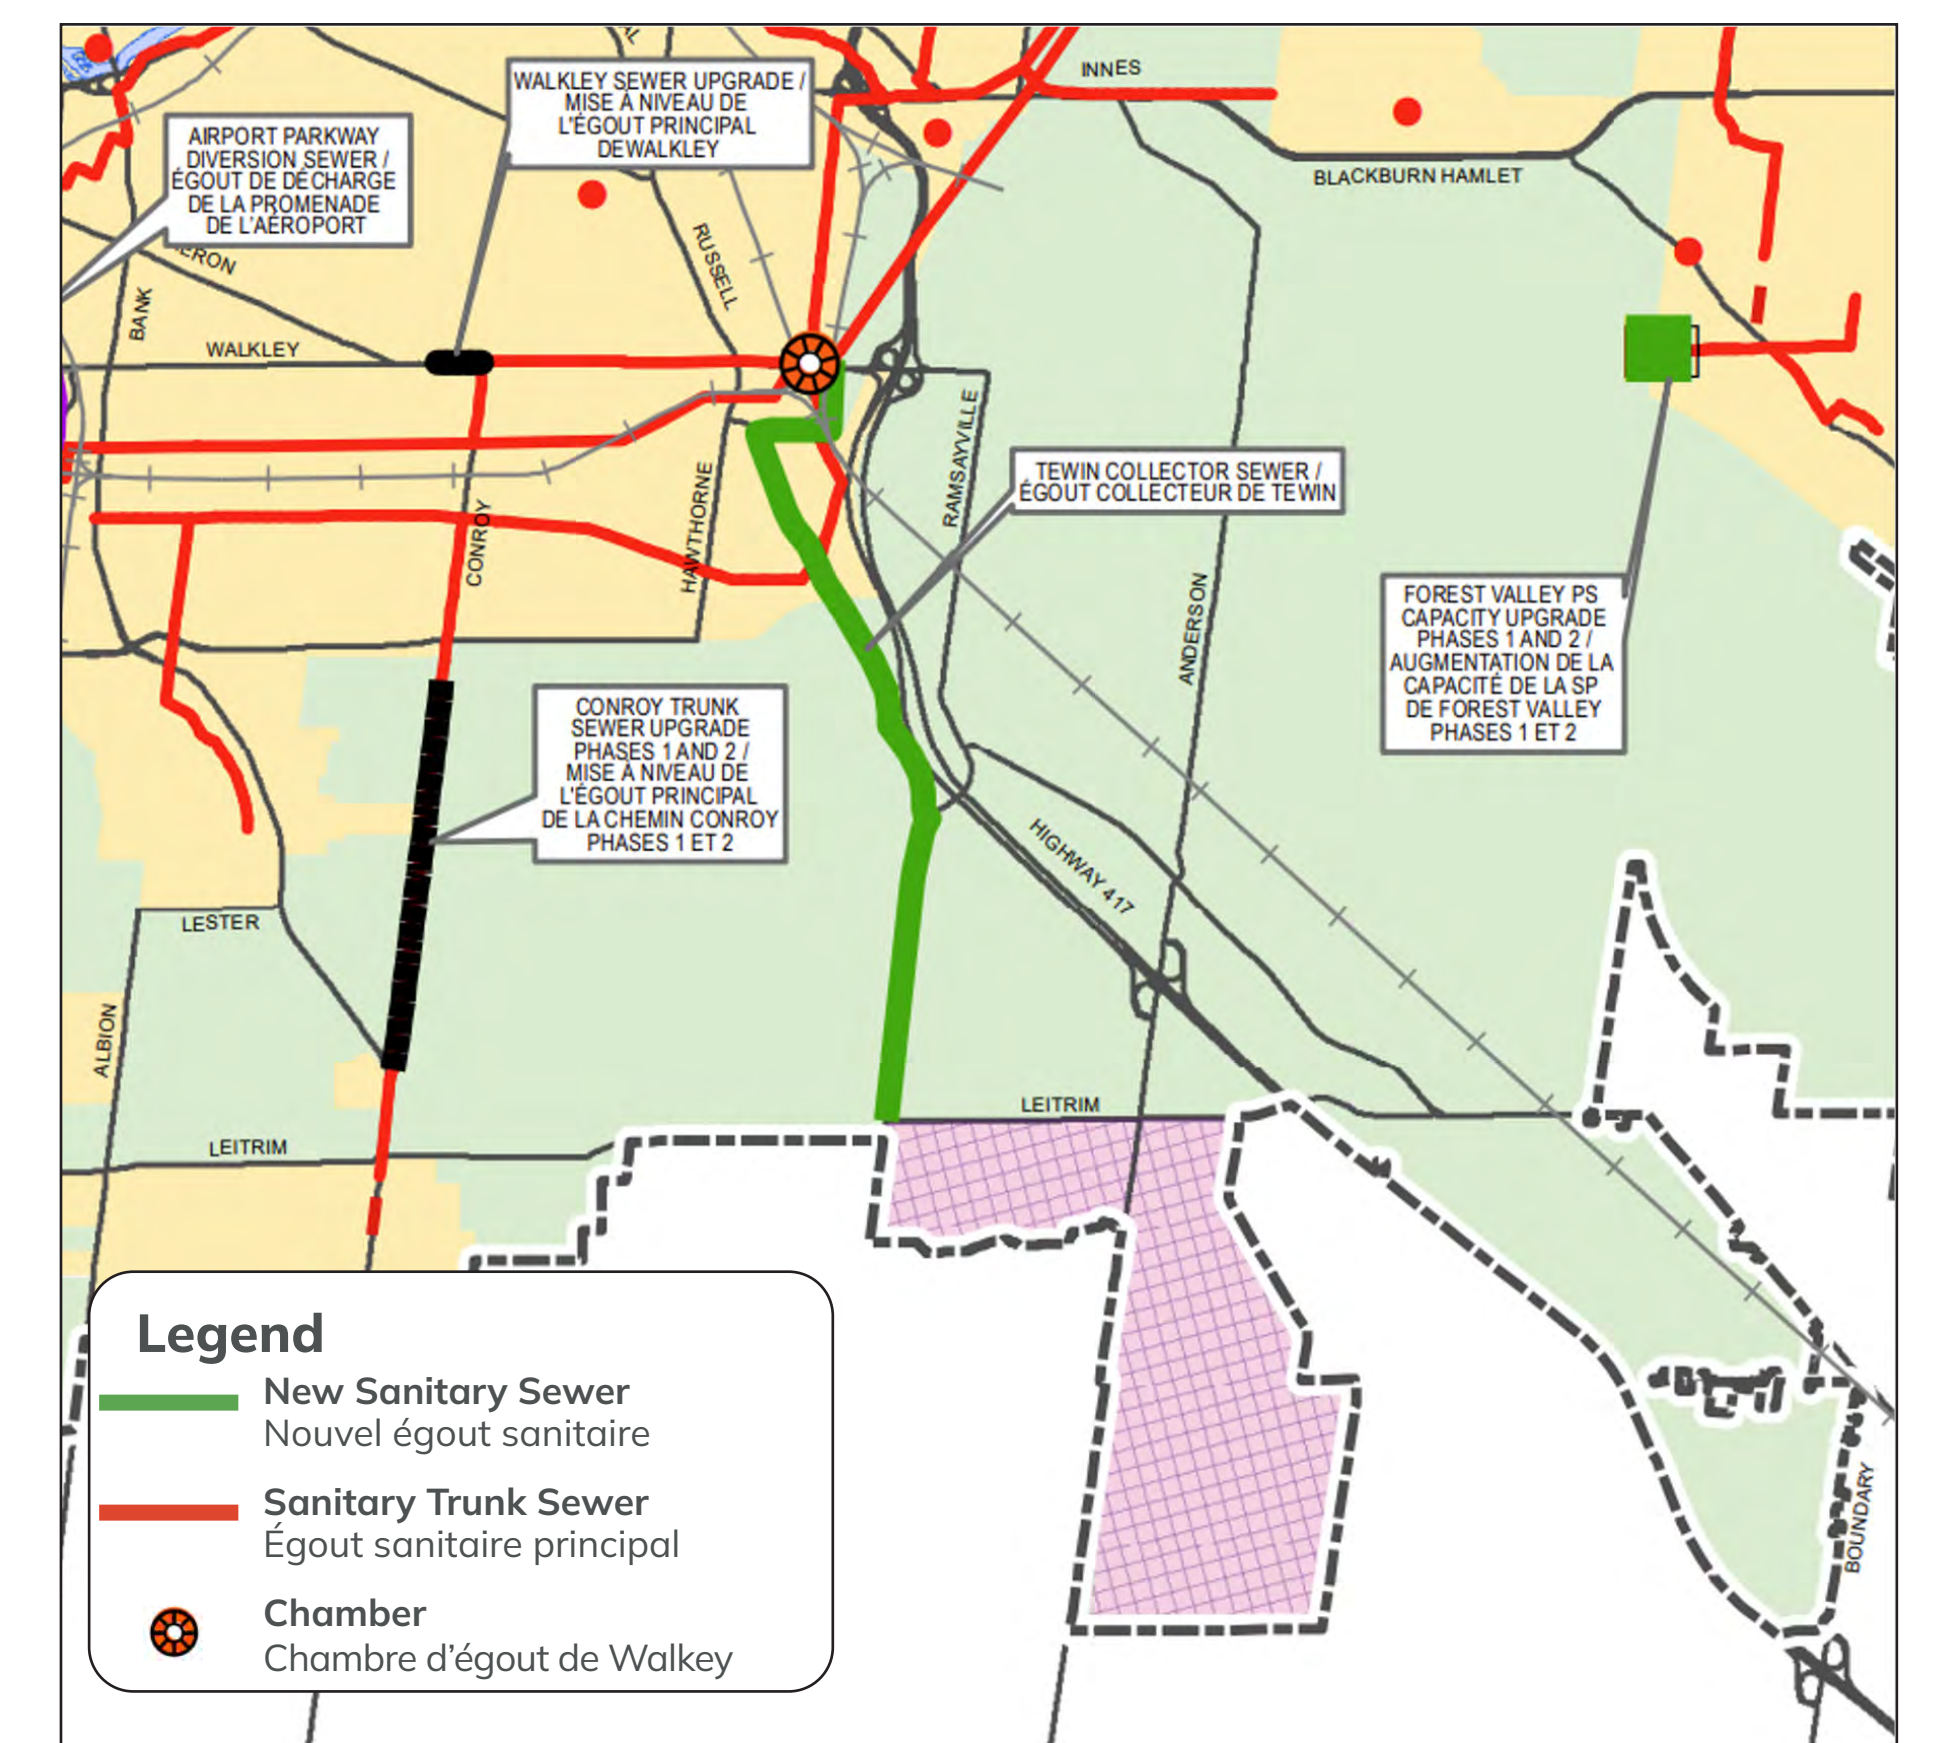 INNES
WALKLEY SEWER UPGRADE /
MISE À NIVEAU DE
L'ÉGOUT PRINCIPAL
DEWALKLEY
AIRPORT PARKWAY
DIVERSION SEWER /
ÉGOUT DE DÉCHARGE
DE LA PROMENADE
DE L'AÉROPORT
BLACKBURN HAMLET
RUSSELL
BANK
WALKLEY
RAMSAYVILLE
TEWIN COLLECTOR SEWER /
ÉGOUT COLLECTEUR DE TEWIN
HAWTHORNE
CONROY
ANDERSON
FOREST VALLEY PS
CAPACITY UPGRADE
PHASES 1 AND 2 /
AUGMENTATION DE LA
CAPACITÉ DE LA SP
DE FOREST VALLEY
PHASES 1 ET 2
CONROY TRUNK
SEWER UPGRADE
PHASES 1 AND 2 /
MISE À NIVEAU DE
L'ÉGOUT PRINCIPAL
DE LA CHEMIN CONROY
PHASES 1 ET 2
HIGHWAY 417
LESTER
ALBION
LEITRIM
LEITRIM
BOUNDARY
Legend
New Sanitary Sewer
Nouvel égout sanitaire
Sanitary Trunk Sewer
Égout sanitaire principal
Chamber
Chambre d'égout de Walkey